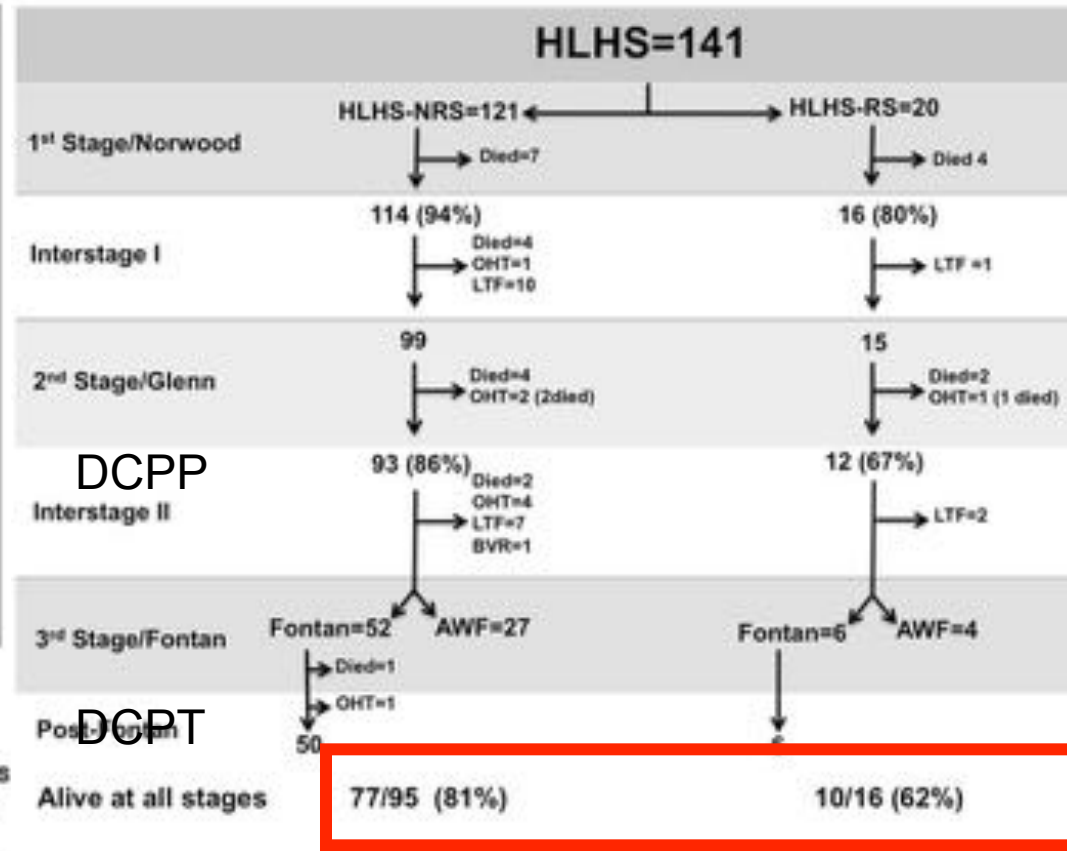 HLHS=141
HLHS-NRS=121
HLHS-RS=20
1st Stage/Norwood
Died=7
Died 4
114 (94%)
16 (80%)
Interstage I
Died=4
OHT=1
LTF=10
LTF =1
99
15
2nd Stage/Glenn
Died=4
OHT=2 (2died)
Died=2
OHT=1 (1 died)
DCPP
93 (86%)
12 (67%)
Interstage II
Died=2
OHT=4
LTF=7
BVR=1
LTF=2
3rd Stage/Fontan
Fontan=52
AWF=27
Fontan=6
AWF=4
Died=1
OHT=1
Post-Fontan
DCPT
50
s
Alive at all stages
77/95 (81%)
10/16 (62%)